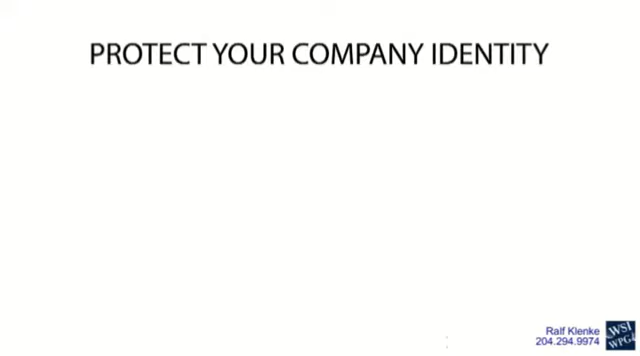 PROTECT YOUR COMPANY IDENTITY
Ralf Klenke
204.294.9974
WSI
WPG